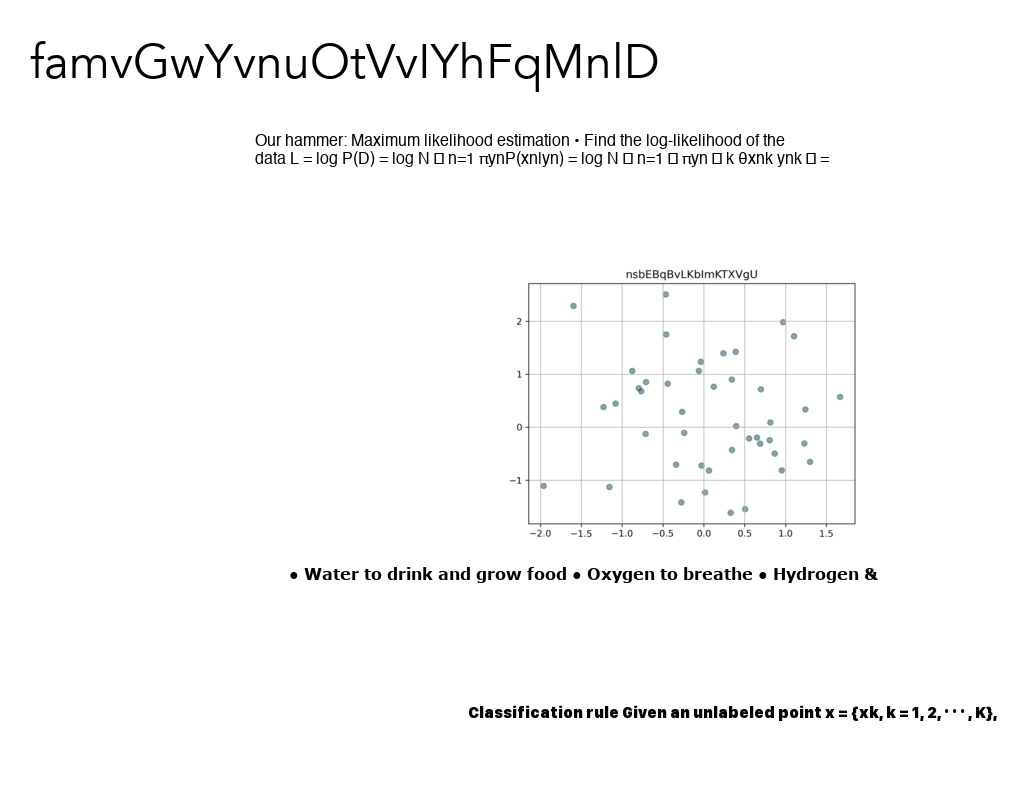 famvGwYvnuOtVvIYhFqMnlD
Our hammer: Maximum likelihood estimation • Find the log-likelihood of the
data L = log P(D) = log N □ n=1 πynP(xn|yn) = log N □ n=1 □ πyn □ k θxnk ynk □ =
nsbEBqBvLKbImKTXVgU
2
1
0
−1
−2.0 −1.5 −1.0 −0.5 0.0 0.5 1.0 1.5
● Water to drink and grow food ● Oxygen to breathe ● Hydrogen &
Classification rule Given an unlabeled point x = {xk, k = 1, 2, · · · , K},